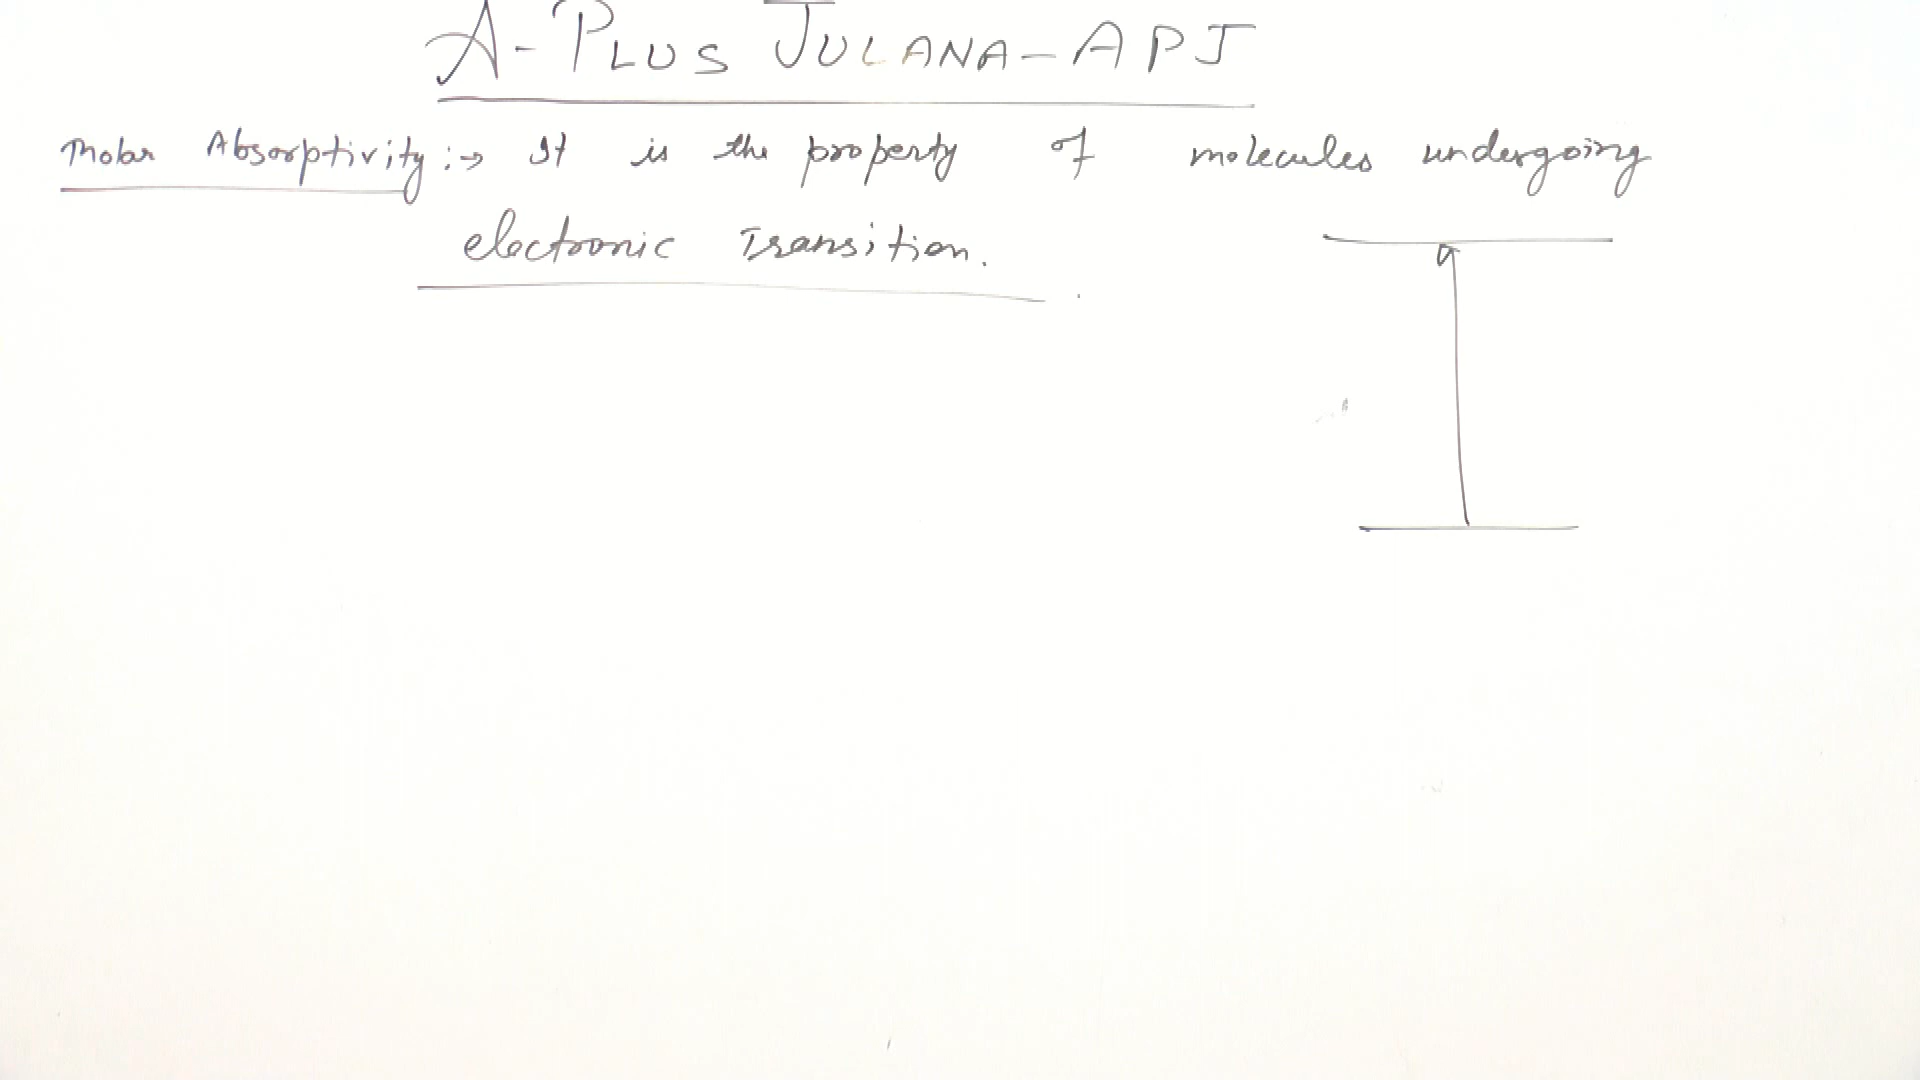 A-PLUS JULANA-APJ
Molar Absorptivity :→ It is the property of molecules undergoing
electronic Transition.